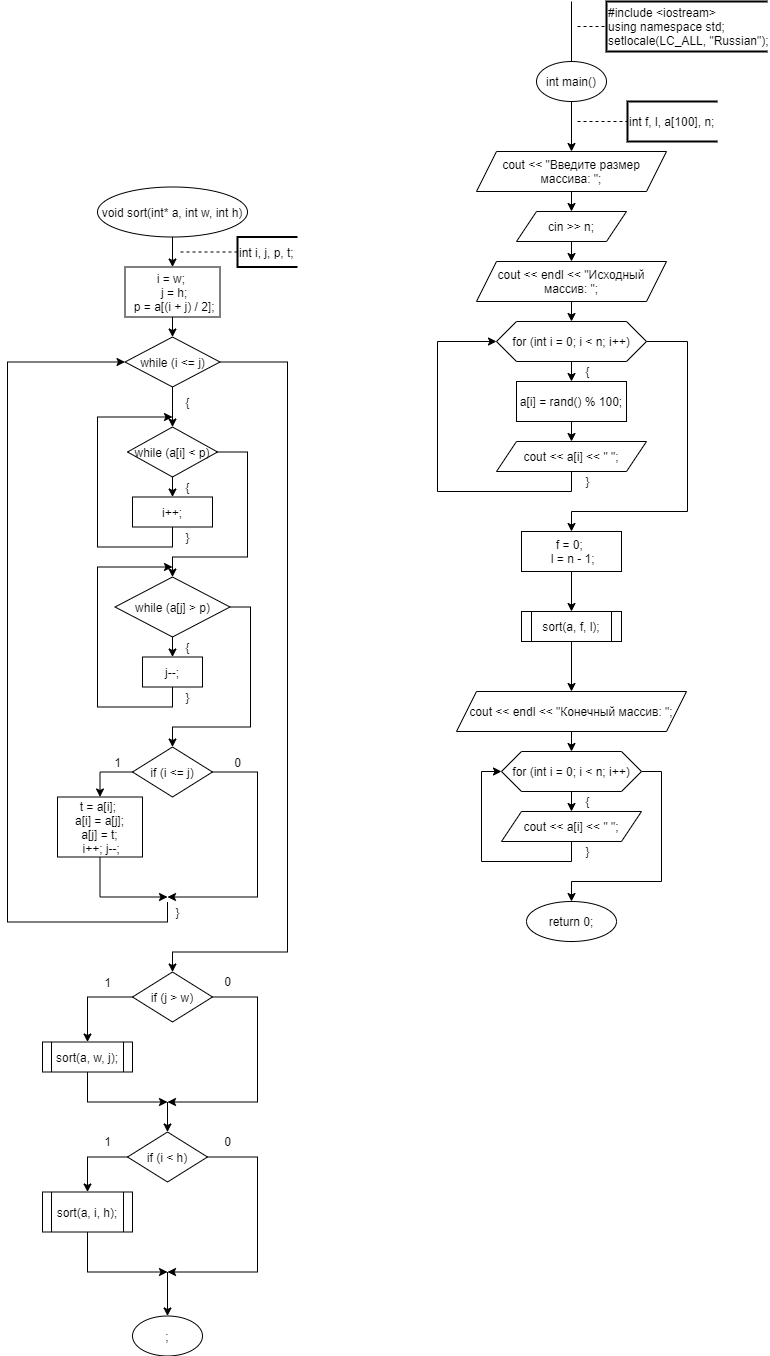 void sort(int* a, int w, int h)
int i, j, p, t;
i = w;
j = h;
p = a[(i + j) / 2];
while (i <= j)
{
while (a[i] < p)
{
i++;
}
while (a[j] > p)
{
j--;
}
if (i <= j)
1
0
t = a[i];
a[i] = a[j];
a[j] = t;
i++; j--;
}
if (j > w)
1
0
sort(a, w, j);
if (i < h)
1
0
sort(a, i, h);
;
#include <iostream>
using namespace std;
setlocale(LC_ALL, "Russian");
int main()
int f, l, a[100], n;
cout << "Введите размер
массива: ";
cin >> n;
cout << endl << "Исходный
массив: ";
for (int i = 0; i < n; i++)
{
a[i] = rand() % 100;
cout << a[i] << " ";
}
f = 0;
l = n - 1;
sort(a, f, l);
cout << endl << "Конечный массив: ";
for (int i = 0; i < n; i++)
{
cout << a[i] << " ";
}
return 0;